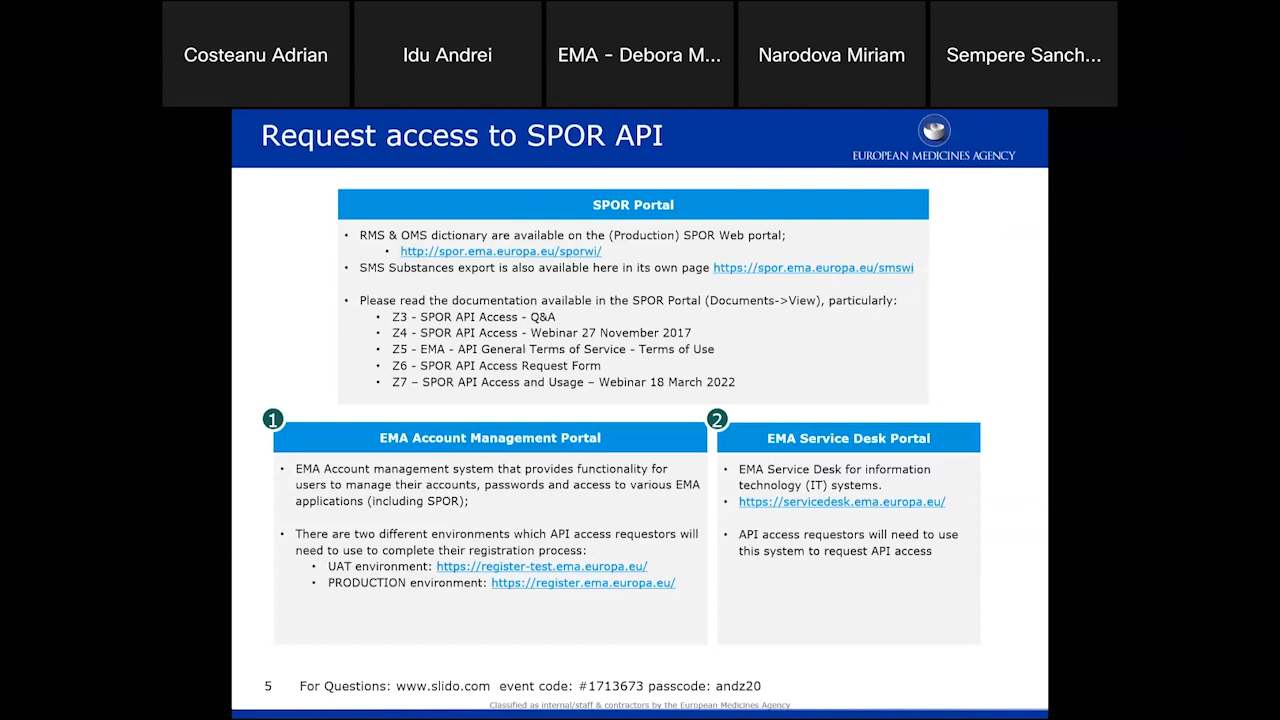 Costeanu Adrian
Idu Andrei
EMA - Debora M...
Narodova Miriam
Sempere Sanch...
Request access to SPOR API
EUROPEAN MEDICINES AGENCY
SPOR Portal
• RMS & OMS dictionary are available on the (Production) SPOR Web portal;
• http://spor.ema.europa.eu/sporwi/
• SMS Substances export is also available here in its own page https://spor.ema.europa.eu/smswi
• Please read the documentation available in the SPOR Portal (Documents->View), particularly:
• Z3 - SPOR API Access - Q&A
• Z4 - SPOR API Access - Webinar 27 November 2017
• Z5 - EMA - API General Terms of Service - Terms of Use
• Z6 - SPOR API Access Request Form
• Z7 – SPOR API Access and Usage – Webinar 18 March 2022
1
EMA Account Management Portal
• EMA Account management system that provides functionality for
users to manage their accounts, passwords and access to various EMA
applications (including SPOR);
• There are two different environments which API access requestors will
need to use to complete their registration process:
• UAT environment: https://register-test.ema.europa.eu/
• PRODUCTION environment: https://register.ema.europa.eu/
2
EMA Service Desk Portal
• EMA Service Desk for information
technology (IT) systems.
• https://servicedesk.ema.europa.eu/
• API access requestors will need to use
this system to request API access
5 For Questions: www.slido.com event code: #1713673 passcode: andz20
Classified as internal/staff & contractors by the European Medicines Agency